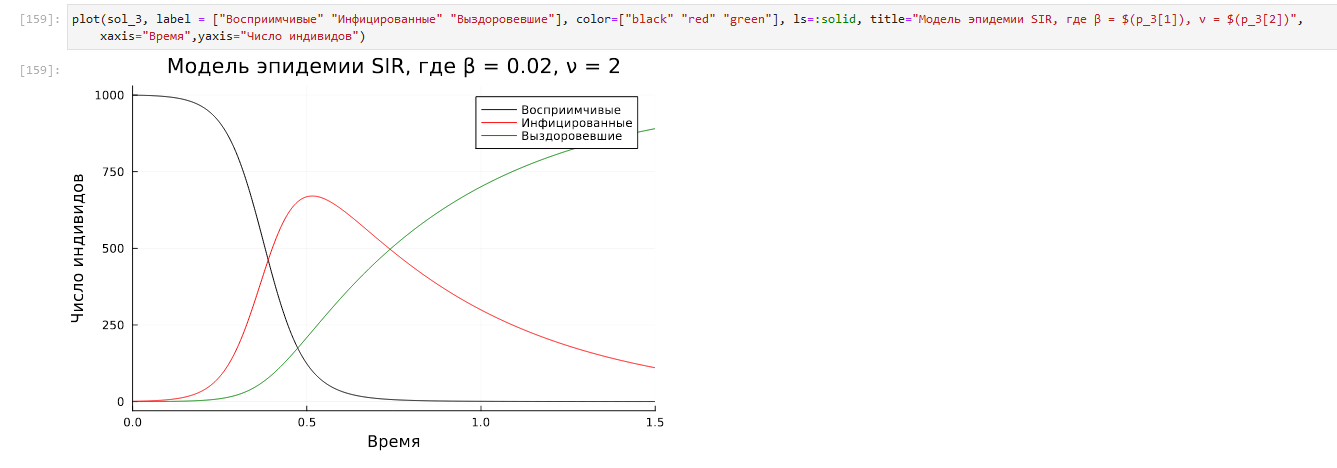 [159]: plot(sol_3, label = ["Восприимчивые" "Инфицированные" "Выздоровевшие"], color=["black" "red" "green"], ls=:solid, title="Модель эпидемии SIR, где β = $(p_3[1]), ν = $(p_3[2])",
xaxis="Время",yaxis="Число индивидов")
[159]:
Модель эпидемии SIR, где β = 0.02, ν = 2
Восприимчивые
Инфицированные
Выздоровевшие
Число индивидов
1000
750
500
250
0
0.0 0.5 1.0 1.5
Время